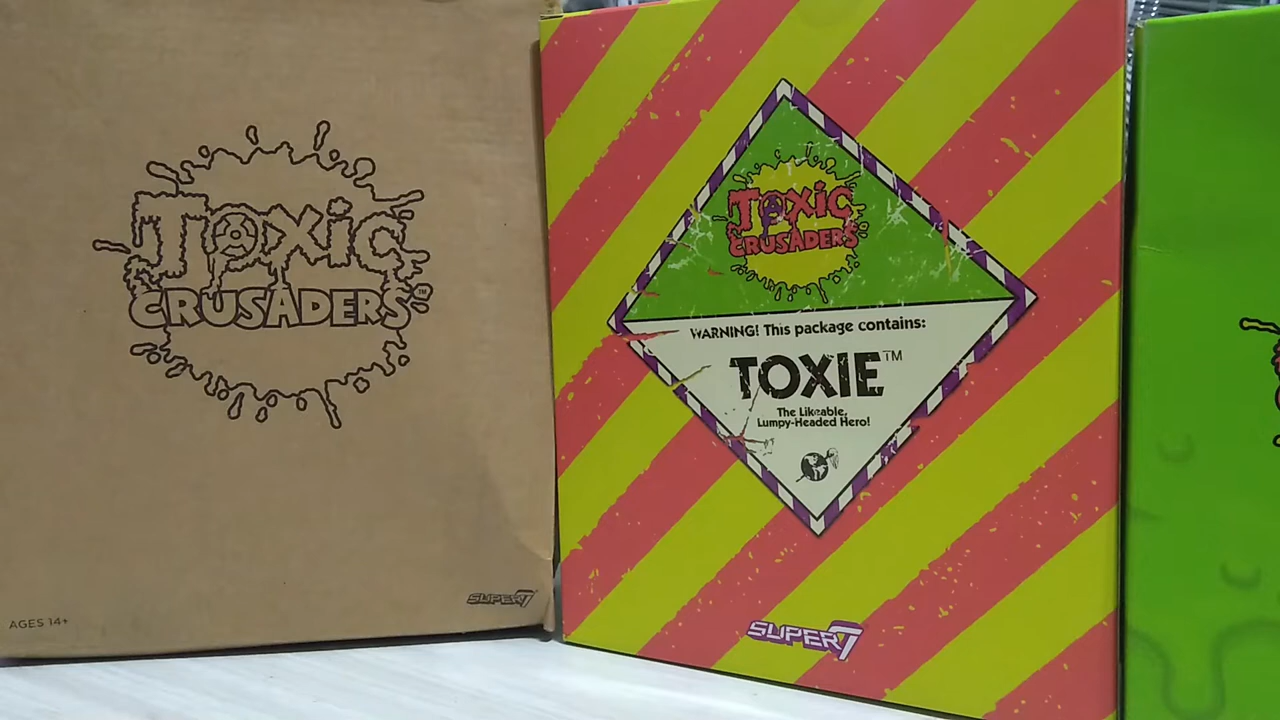 TOXIC
CRUSADERS™
SUPER7
AGES 14+
TOXIC
CRUSADERS
WARNING! This package contains:
TOXIE™
The Likeable,
Lumpy-Headed Hero!
SUPER7